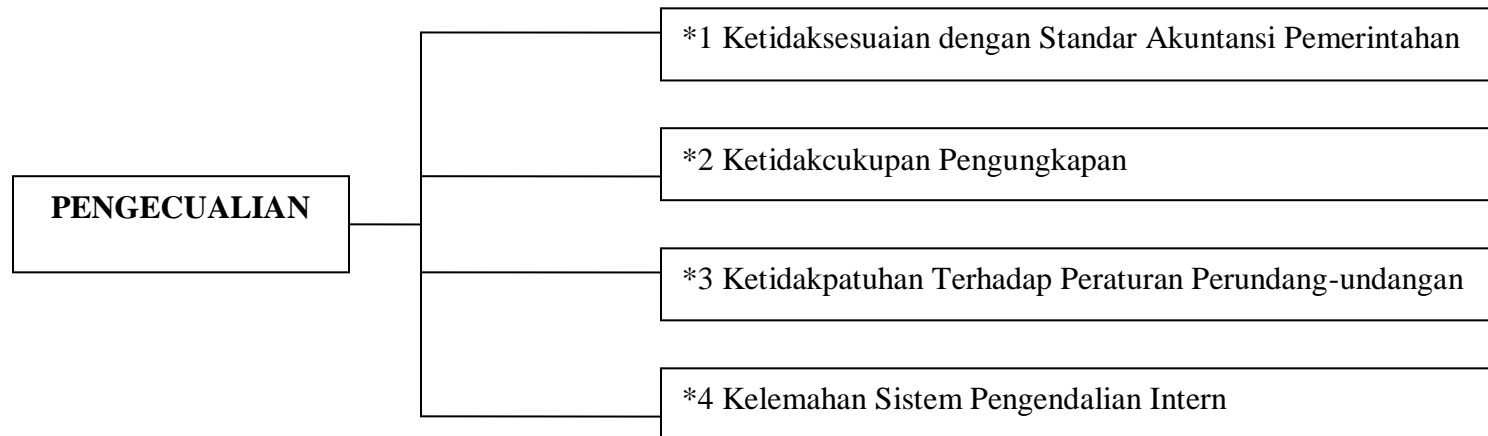 *1 Ketidaksesuaian dengan Standar Akuntansi Pemerintahan
*2 Ketidakcukupan Pengungkapan
PENGECUALIAN
*3 Ketidakpatuhan Terhadap Peraturan Perundang-undangan
*4 Kelemahan Sistem Pengendalian Intern